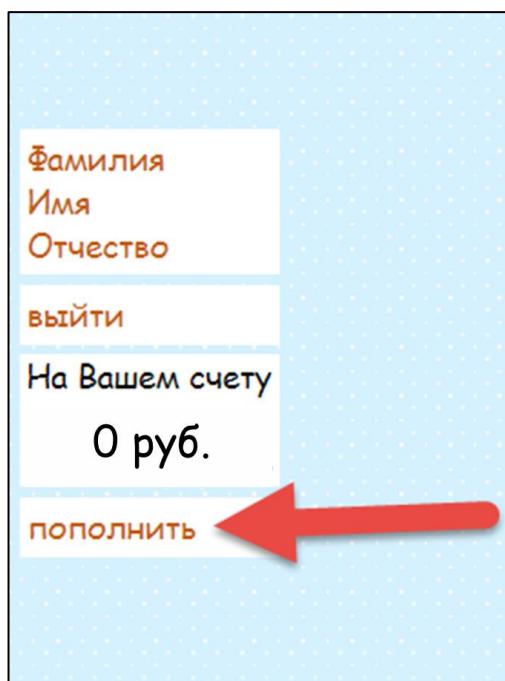 Фамилия
Имя
Отчество
выйти
На Вашем счету
0 руб.
пополнить